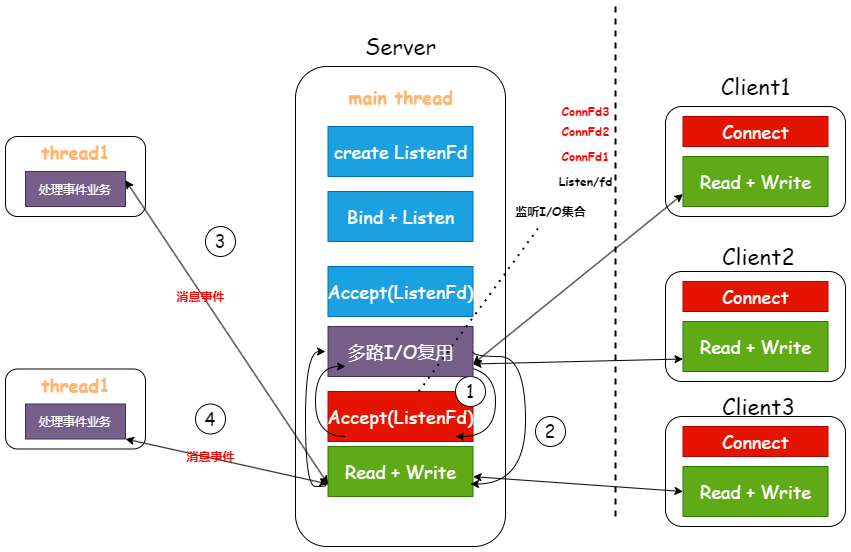 Server
main thread
create ListenFd
Bind + Listen
Accept(ListenFd)
多路I/O复用
Accept(ListenFd)
Read + Write
thread1
处理事件业务
thread1
处理事件业务
③
消息事件
④
消息事件
①
②
ConnFd3
ConnFd2
ConnFd1
Listen/fd
监听I/O集合
Client1
Connect
Read + Write
Client2
Connect
Read + Write
Client3
Connect
Read + Write